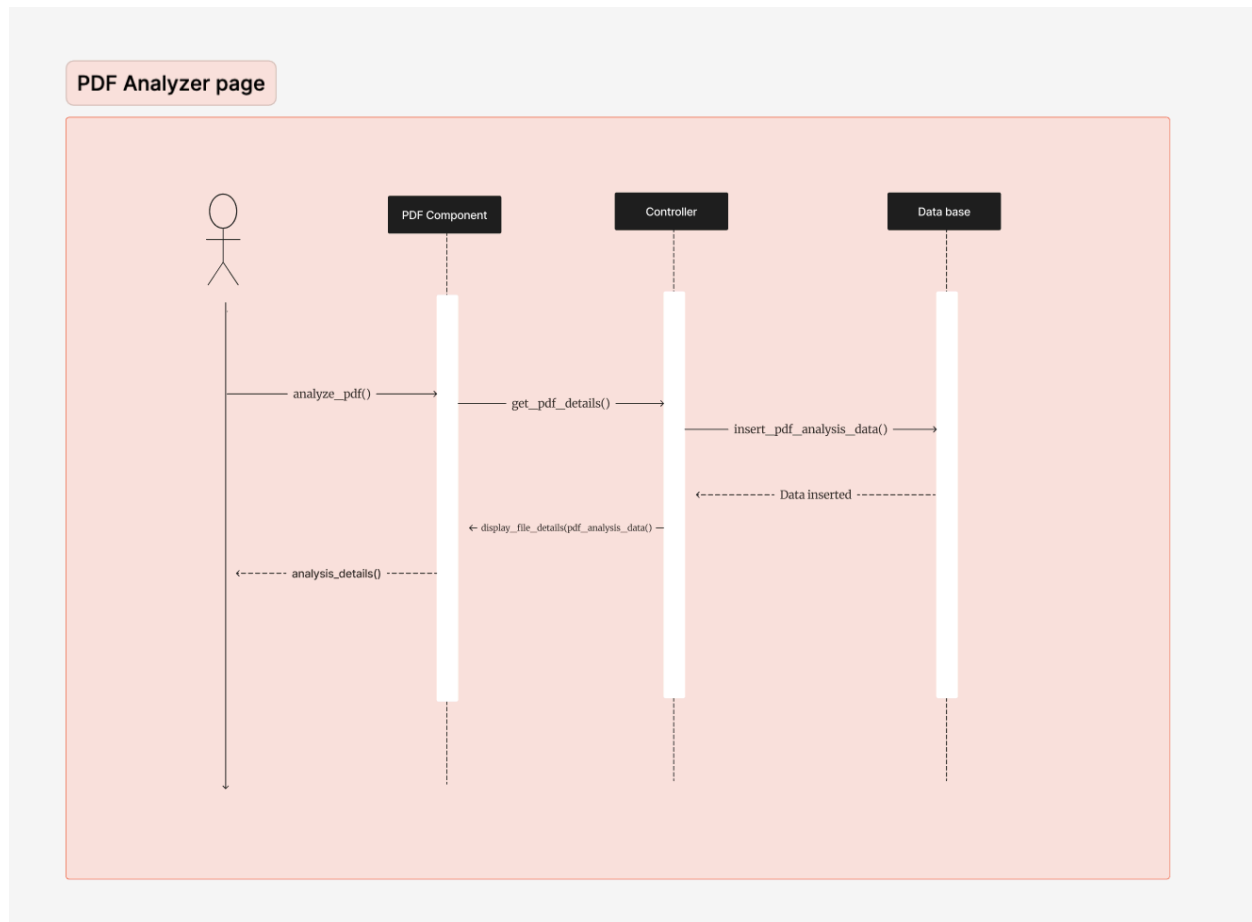 PDF Analyzer page
PDF Component
Controller
Data base
analyze_pdf()
get_pdf_details()
insert_pdf_analysis_data()
Data inserted
display_file_details(pdf_analysis_data()
analysis_details()